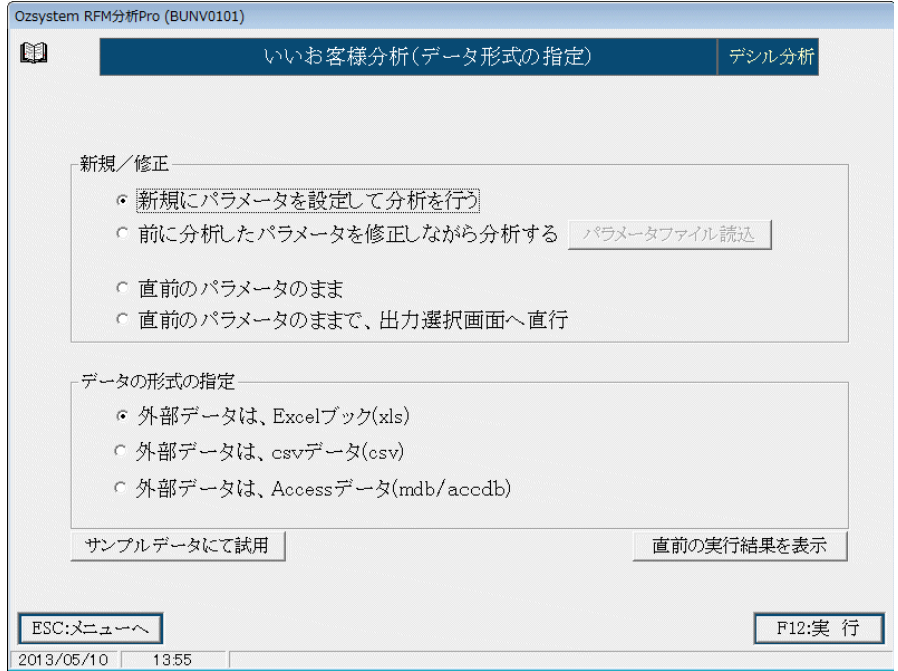 Ozsystem RFM分析Pro (BUNV0101)
いいお客様分析(データ形式の指定) デシル分析
新規／修正
新規にパラメータを設定して分析を行う
前に分析したパラメータを修正しながら分析する パラメータファイル読込
直前のパラメータのまま
直前のパラメータのままで、出力選択画面へ直行
データの形式の指定
外部データは、Excelブック(xls)
外部データは、csvデータ(csv)
外部データは、Accessデータ(mdb/accdb)
サンプルデータにて試用 直前の実行結果を表示
ESC:メニューへ F12:実 行
2013/05/10 13:55